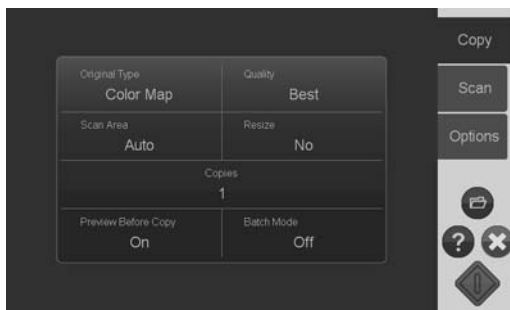 Copy
Original Type
Quality
Color Map
Best
Scan
Scan Area
Resize
Auto
No
Options
Copies
1
Preview Before Copy
Batch Mode
On
Off
?